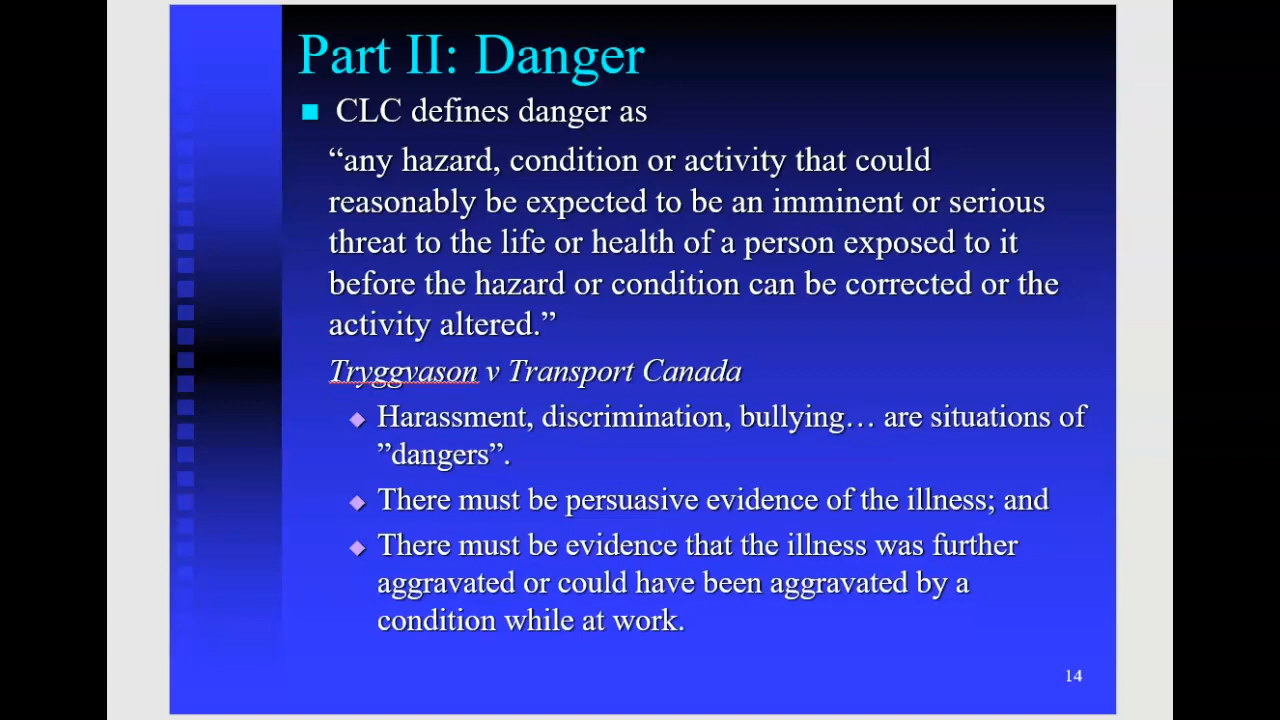 Part II: Danger
CLC defines danger as
“any hazard, condition or activity that could
reasonably be expected to be an imminent or serious
threat to the life or health of a person exposed to it
before the hazard or condition can be corrected or the
activity altered.”
Tryggvason v Transport Canada
Harassment, discrimination, bullying… are situations of
”dangers”.
There must be persuasive evidence of the illness; and
There must be evidence that the illness was further
aggravated or could have been aggravated by a
condition while at work.
14